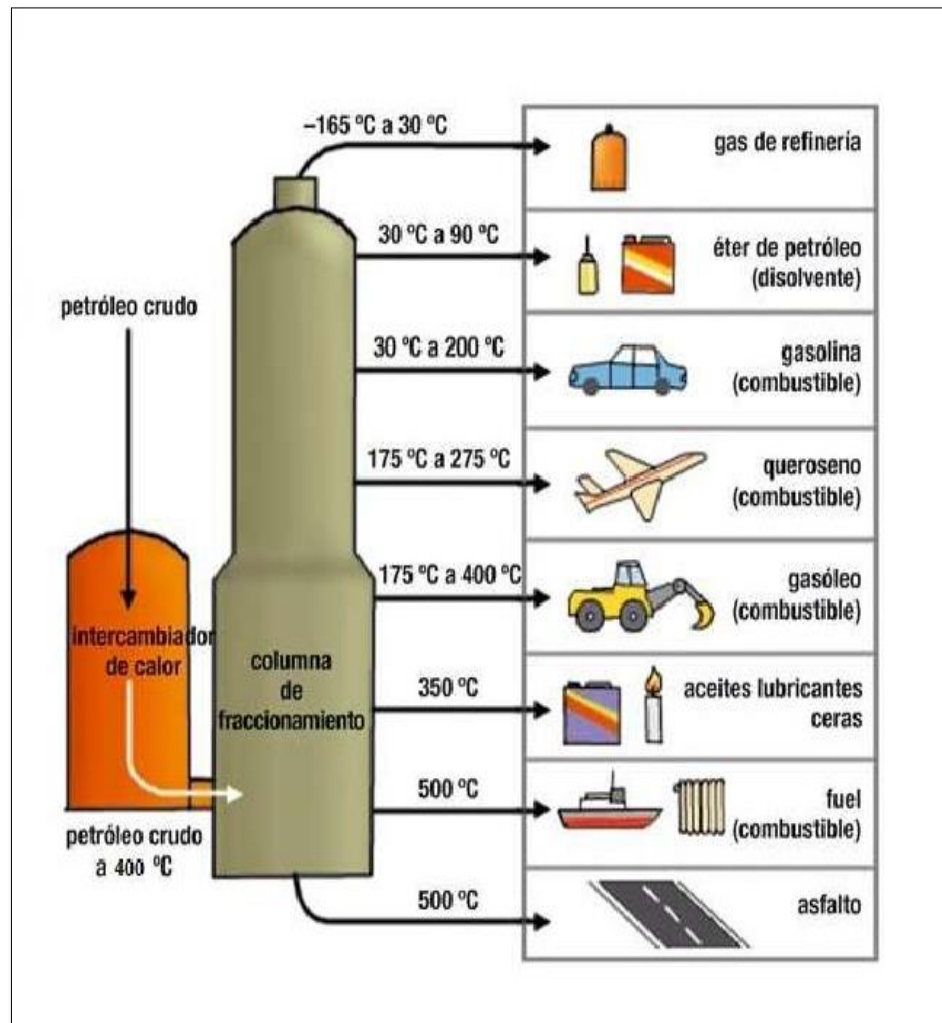 –165 ºC a 30 ºC
gas de refinería
30 ºC a 90 ºC
éter de petróleo
(disolvente)
petróleo crudo
30 ºC a 200 ºC
gasolina
(combustible)
175 ºC a 275 ºC
queroseno
(combustible)
175 ºC a 400 ºC
gasóleo
(combustible)
intercambiador
de calor
columna
de
fraccionamiento
350 ºC
aceites lubricantes
ceras
500 ºC
fuel
(combustible)
petróleo crudo
a 400 ºC
500 ºC
asfalto